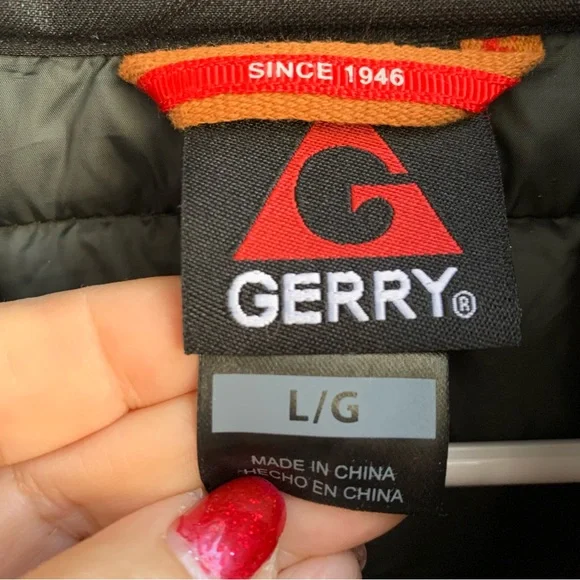 SINCE 1946
G
GERRY®
L/G
MADE IN CHINA
HECHO EN CHINA